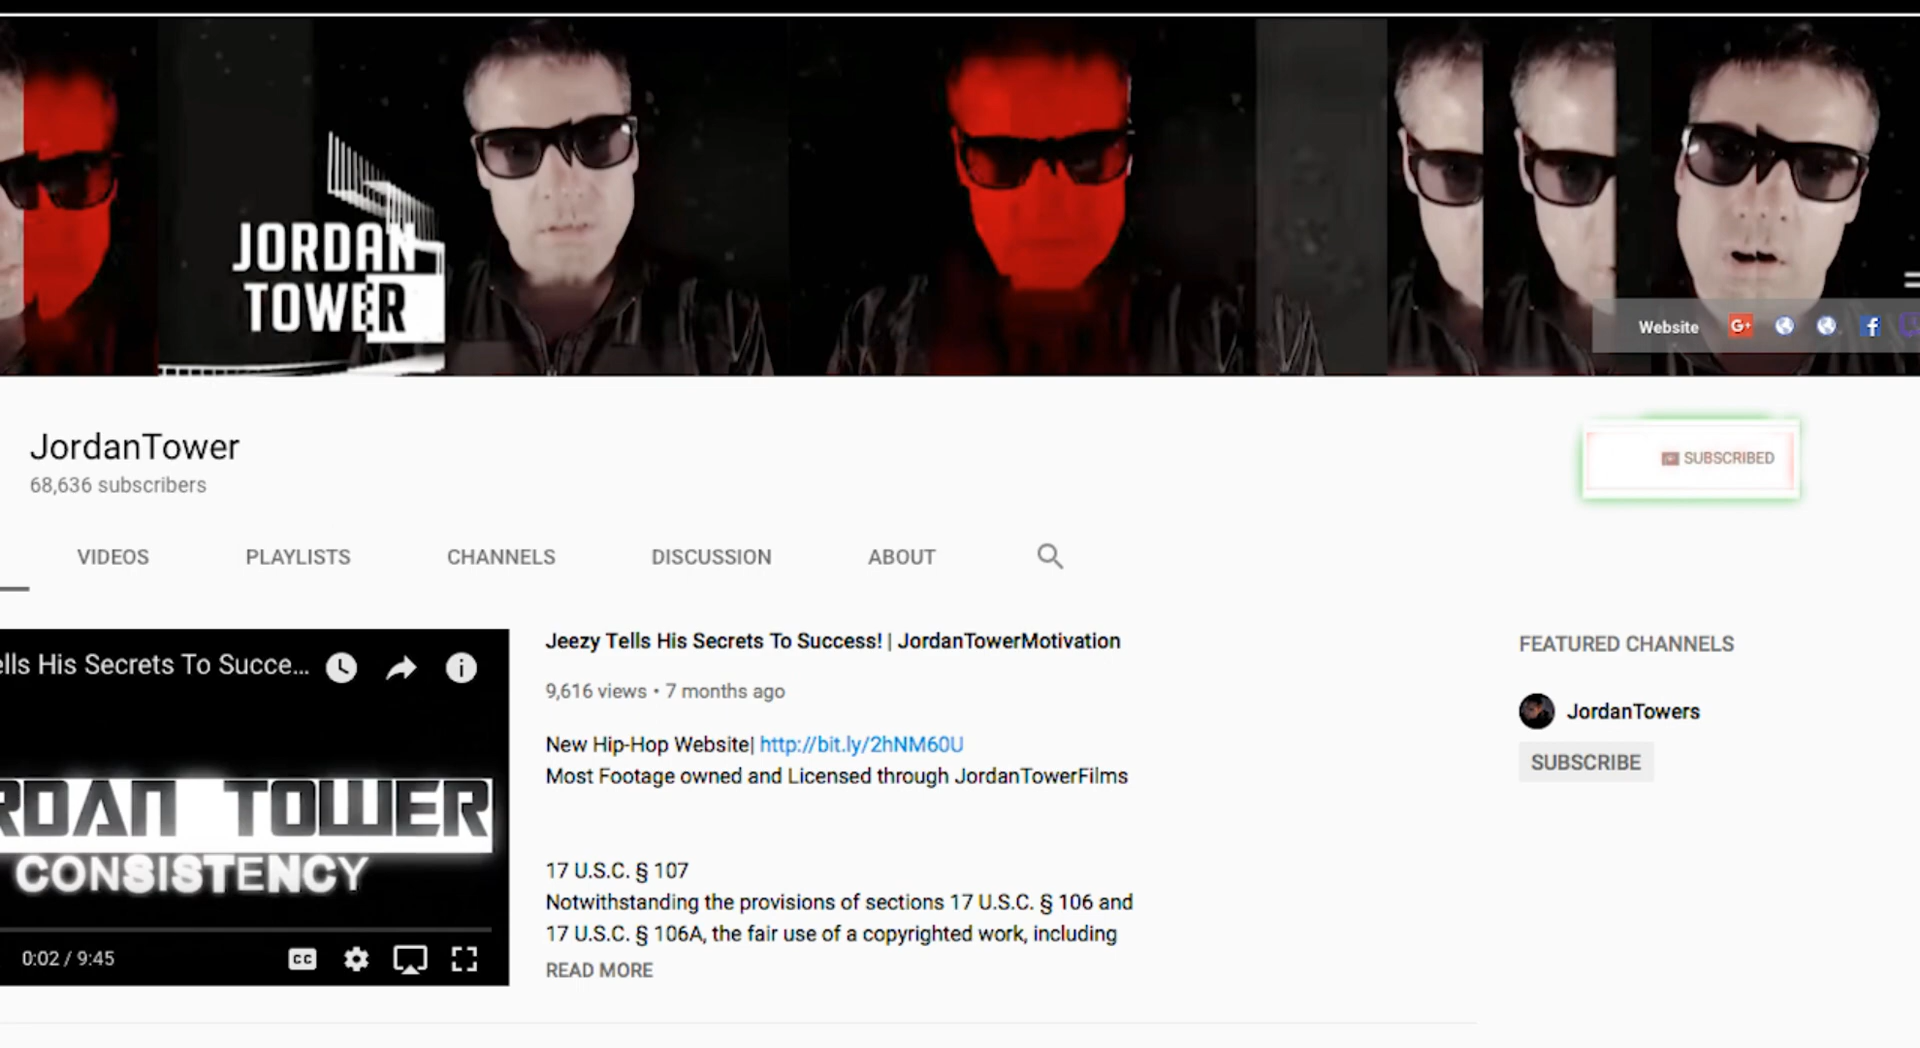 JORDAN
TOWER
Website
JordanTower
68,636 subscribers
SUBSCRIBED
VIDEOS PLAYLISTS CHANNELS DISCUSSION ABOUT
ells His Secrets To Succe...
RDAN TOWER
CONSISTENCY
0:02 / 9:45
CC
Jeezy Tells His Secrets To Success! | JordanTowerMotivation
9,616 views • 7 months ago
New Hip-Hop Website| http://bit.ly/2hNM60U
Most Footage owned and Licensed through JordanTowerFilms
17 U.S.C. § 107
Notwithstanding the provisions of sections 17 U.S.C. § 106 and
17 U.S.C. § 106A, the fair use of a copyrighted work, including
READ MORE
FEATURED CHANNELS
JordanTowers
SUBSCRIBE